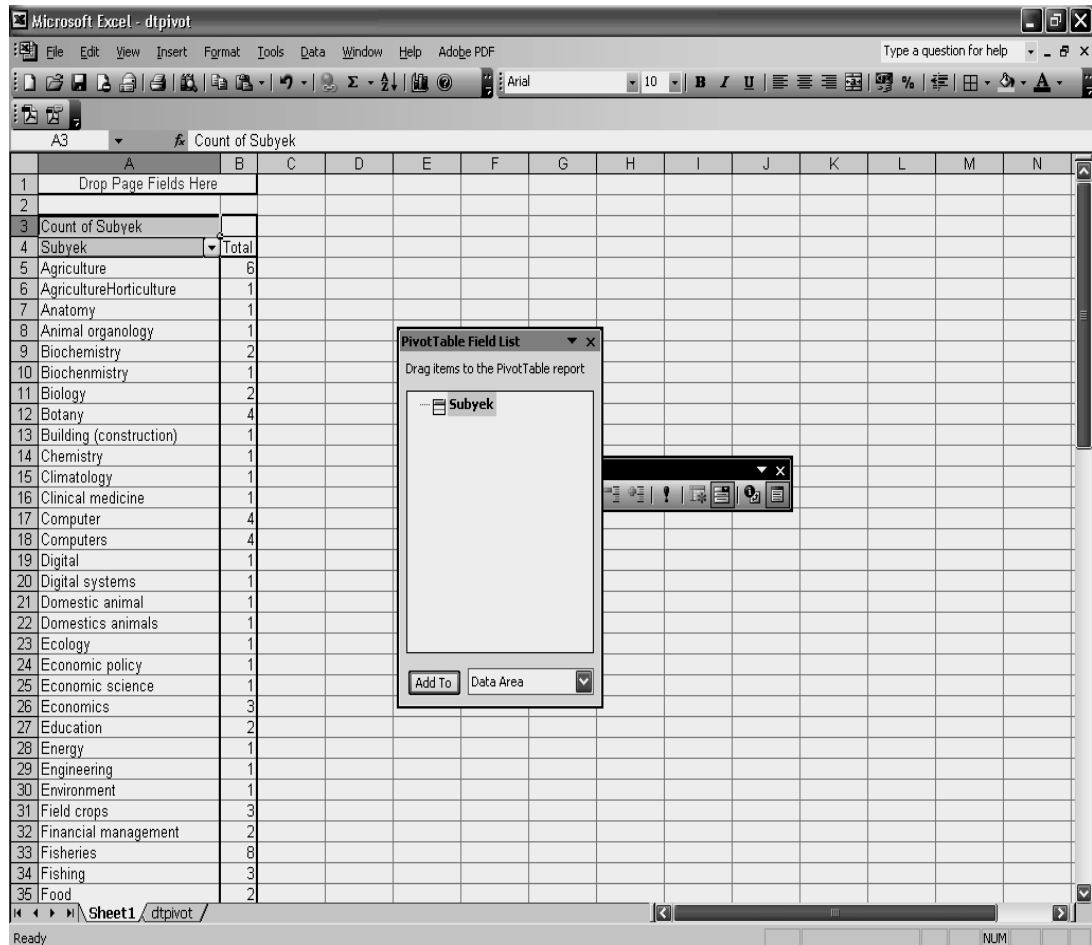 Microsoft Excel - dtpivot
File Edit View Insert Format Tools Data Window Help Adobe PDF Type a question for help
Arial 10 B I U
A3 fx Count of Subyek
A B C D E F G H I J K L M N
1 Drop Page Fields Here
2
3 Count of Subyek
4 Subyek Total
5 Agriculture 6
6 AgricultureHorticulture 1
7 Anatomy 1
8 Animal organology 1
9 Biochemistry 2
10 Biochenmistry 1
11 Biology 2
12 Botany 4
13 Building (construction) 1
14 Chemistry 1
15 Climatology 1
16 Clinical medicine 1
17 Computer 4
18 Computers 4
19 Digital 1
20 Digital systems 1
21 Domestic animal 1
22 Domestics animals 1
23 Ecology 1
24 Economic policy 1
25 Economic science 1
26 Economics 3
27 Education 2
28 Energy 1
29 Engineering 1
30 Environment 1
31 Field crops 3
32 Financial management 2
33 Fisheries 8
34 Fishing 3
35 Food 2
PivotTable Field List
Drag items to the PivotTable report
Subyek
Add To Data Area
Sheet1 dtpivot
Ready NUM